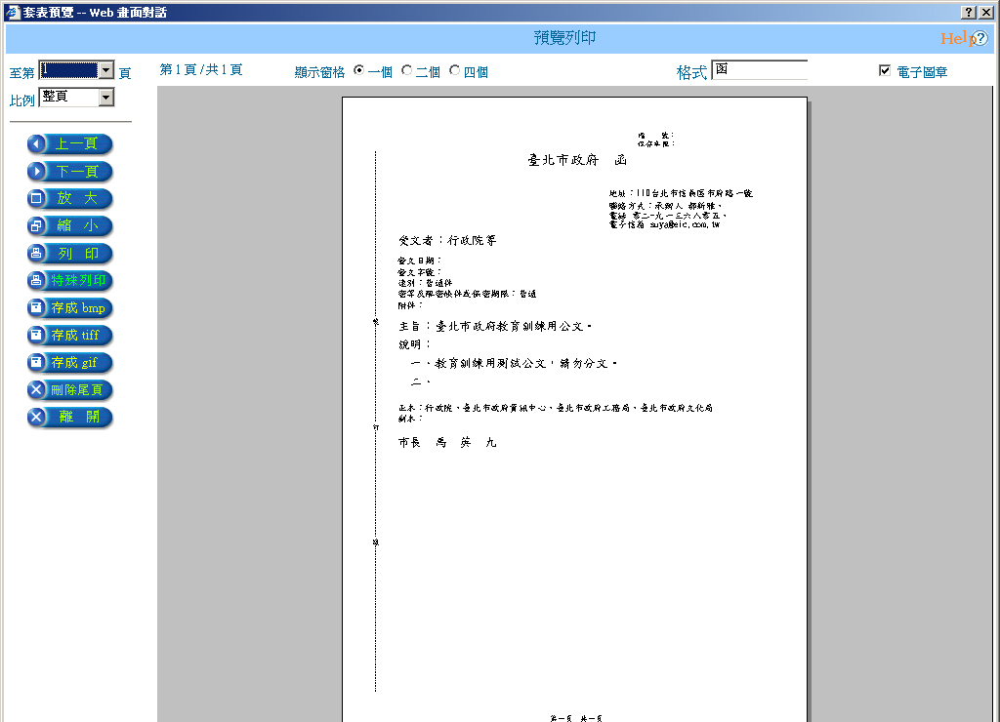 套表預覽 -- Web 畫面對話
預覽列印
Help
至第 1 頁
第1頁/共1頁
顯示窗格 一個 二個 四個
格式 函
電子圖章
比例 整頁
上一頁
下一頁
放 大
縮 小
列 印
特殊列印
存成 bmp
存成 tiff
存成 gif
刪除尾頁
離 開
檔 號：
保存年限：
臺北市政府 函
地址：110台北市信義區市府路一號
聯絡方式：承辦人 郝新雅、
電話 零二-九一三六八零五、
電子信箱 suya@eic.com.tw
受文者：行政院等
發文日期：
發文字號：
速別：普通件
密等及解密條件或保密期限：普通
附件：
裝
主旨：臺北市政府教育訓練用公文。
說明：
一、教育訓練用測試公文，請勿分文。
二、
正本：行政院、臺北市政府資訊中心、臺北市政府工務局、臺北市政府文化局
副本：
訂
市長 馬 英 九
線
第一頁 共一頁